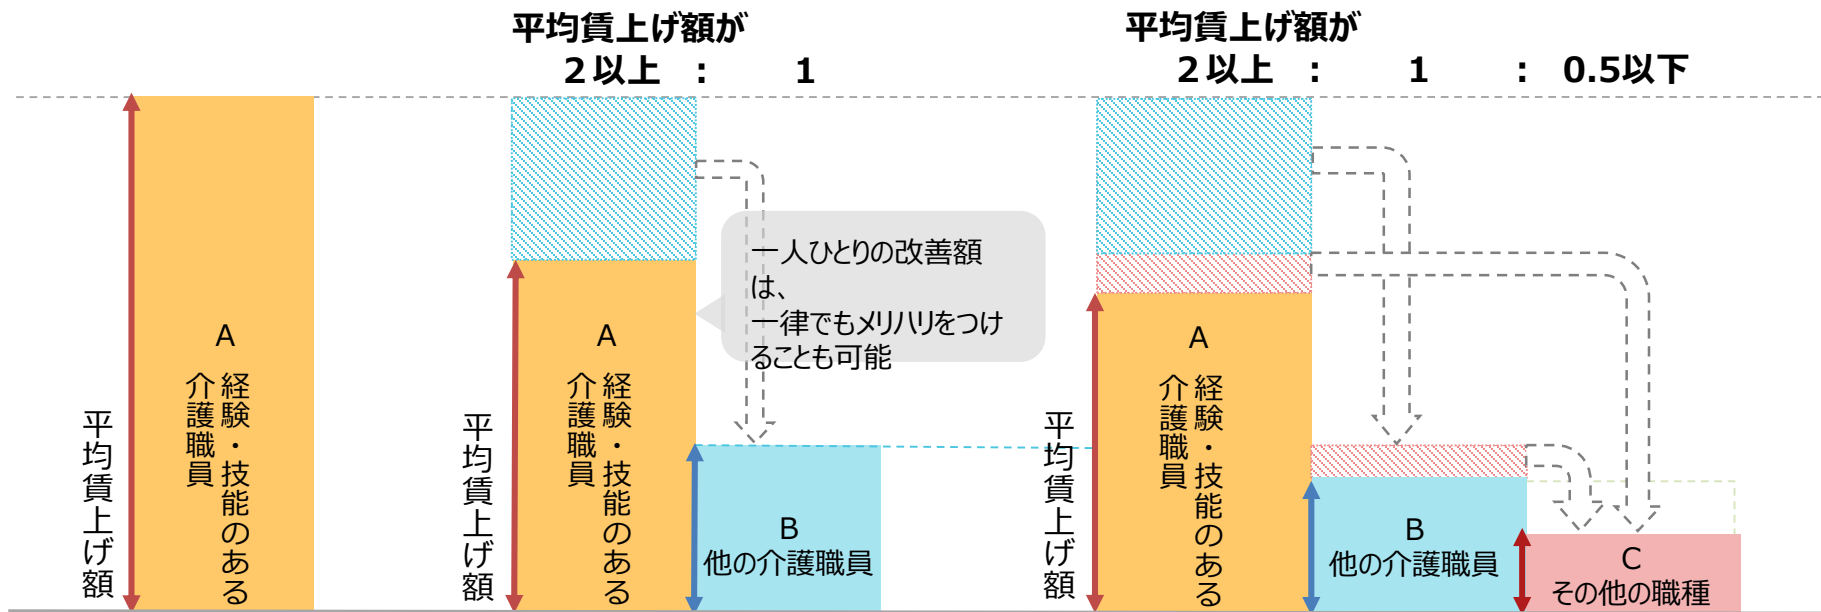 平均賃上げ額が
２以上 ： 1
平均賃上げ額が
２以上 ： 1 ： 0.5以下
平均賃上げ額
A
経験・技能のある
介護職員
平均賃上げ額
A
経験・技能のある
介護職員
一人ひとりの改善額
は、
一律でもメリハリをつけ
ることも可能
B
他の介護職員
平均賃上げ額
A
経験・技能のある
介護職員
B
他の介護職員
C
その他の職種